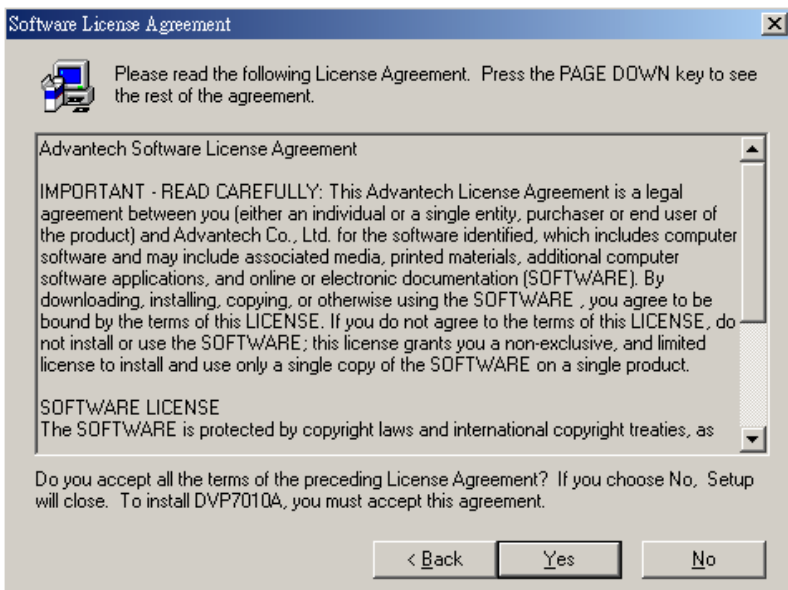 Software License Agreement
Please read the following License Agreement. Press the PAGE DOWN key to see
the rest of the agreement.
Advantech Software License Agreement
IMPORTANT - READ CAREFULLY: This Advantech License Agreement is a legal
agreement between you (either an individual or a single entity, purchaser or end user of
the product) and Advantech Co., Ltd. for the software identified, which includes computer
software and may include associated media, printed materials, additional computer
software applications, and online or electronic documentation (SOFTWARE). By
downloading, installing, copying, or otherwise using the SOFTWARE , you agree to be
bound by the terms of this LICENSE. If you do not agree to the terms of this LICENSE, do
not install or use the SOFTWARE; this license grants you a non-exclusive, and limited
license to install and use only a single copy of the SOFTWARE on a single product.
SOFTWARE LICENSE
The SOFTWARE is protected by copyright laws and international copyright treaties, as
Do you accept all the terms of the preceding License Agreement? If you choose No, Setup
will close. To install DVP7010A, you must accept this agreement.
< Back
Yes
No